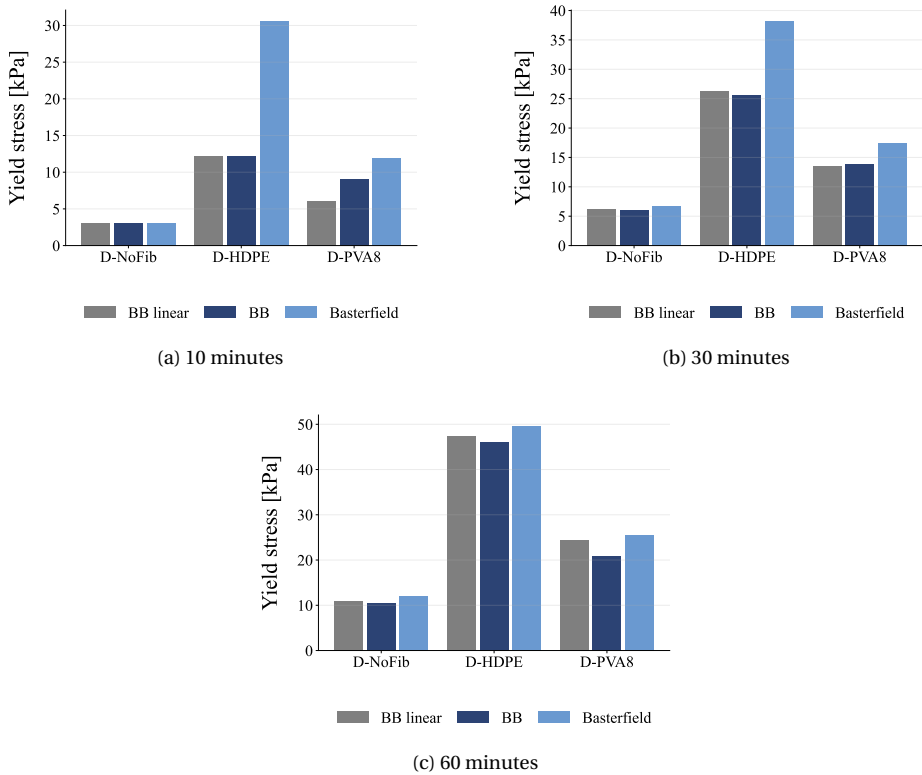 Yield stress [kPa]
30
25
20
15
10
5
0
D-NoFib D-HDPE D-PVA8
BB linear BB Basterfield
(a) 10 minutes
Yield stress [kPa]
40
35
30
25
20
15
10
5
0
D-NoFib D-HDPE D-PVA8
BB linear BB Basterfield
(b) 30 minutes
Yield stress [kPa]
50
40
30
20
10
0
D-NoFib D-HDPE D-PVA8
BB linear BB Basterfield
(c) 60 minutes